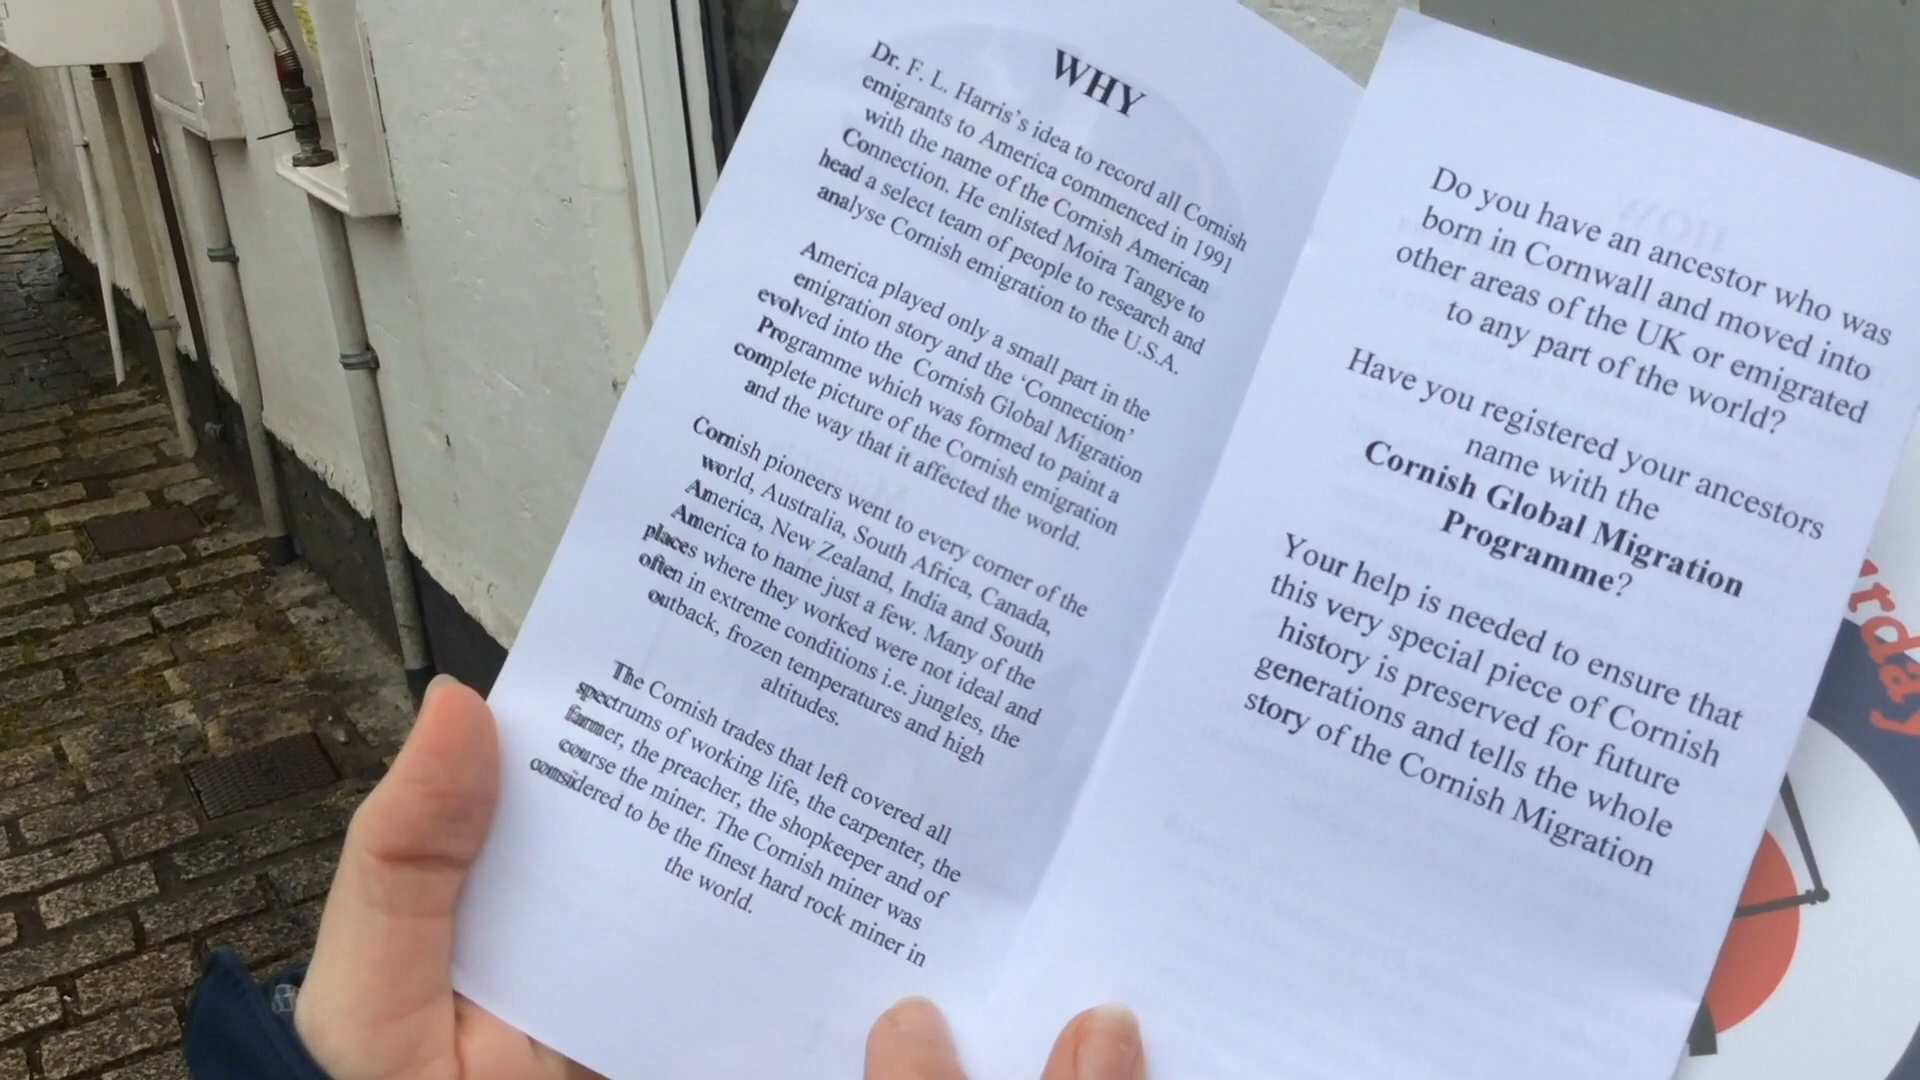 WHY
Dr. F. L. Harris's idea to record all Cornish
emigrants to America commenced in 1991
with the name of the Cornish American
Connection. He enlisted Moira Tangye to
head a select team of people to research and
analyse Cornish emigration to the U.S.A.
America played only a small part in the
emigration story and the 'Connection'
evolved into the Cornish Global Migration
Programme which was formed to paint a
complete picture of the Cornish emigration
and the way that it affected the world.
Cornish pioneers went to every corner of the
world, Australia, South Africa, Canada,
America, New Zealand, India and South
America to name just a few. Many of the
places where they worked were not ideal and
often in extreme conditions i.e. jungles, the
outback, frozen temperatures and high
altitudes.
The Cornish trades that left covered all
spectrums of working life, the carpenter, the
farmer, the preacher, the shopkeeper and of
course the miner. The Cornish miner was
considered to be the finest hard rock miner in
the world.
Do you have an ancestor who was
born in Cornwall and moved into
other areas of the UK or emigrated
to any part of the world?
Have you registered your ancestors
name with the
Cornish Global Migration
Programme?
Your help is needed to ensure that
this very special piece of Cornish
history is preserved for future
generations and tells the whole
story of the Cornish Migration